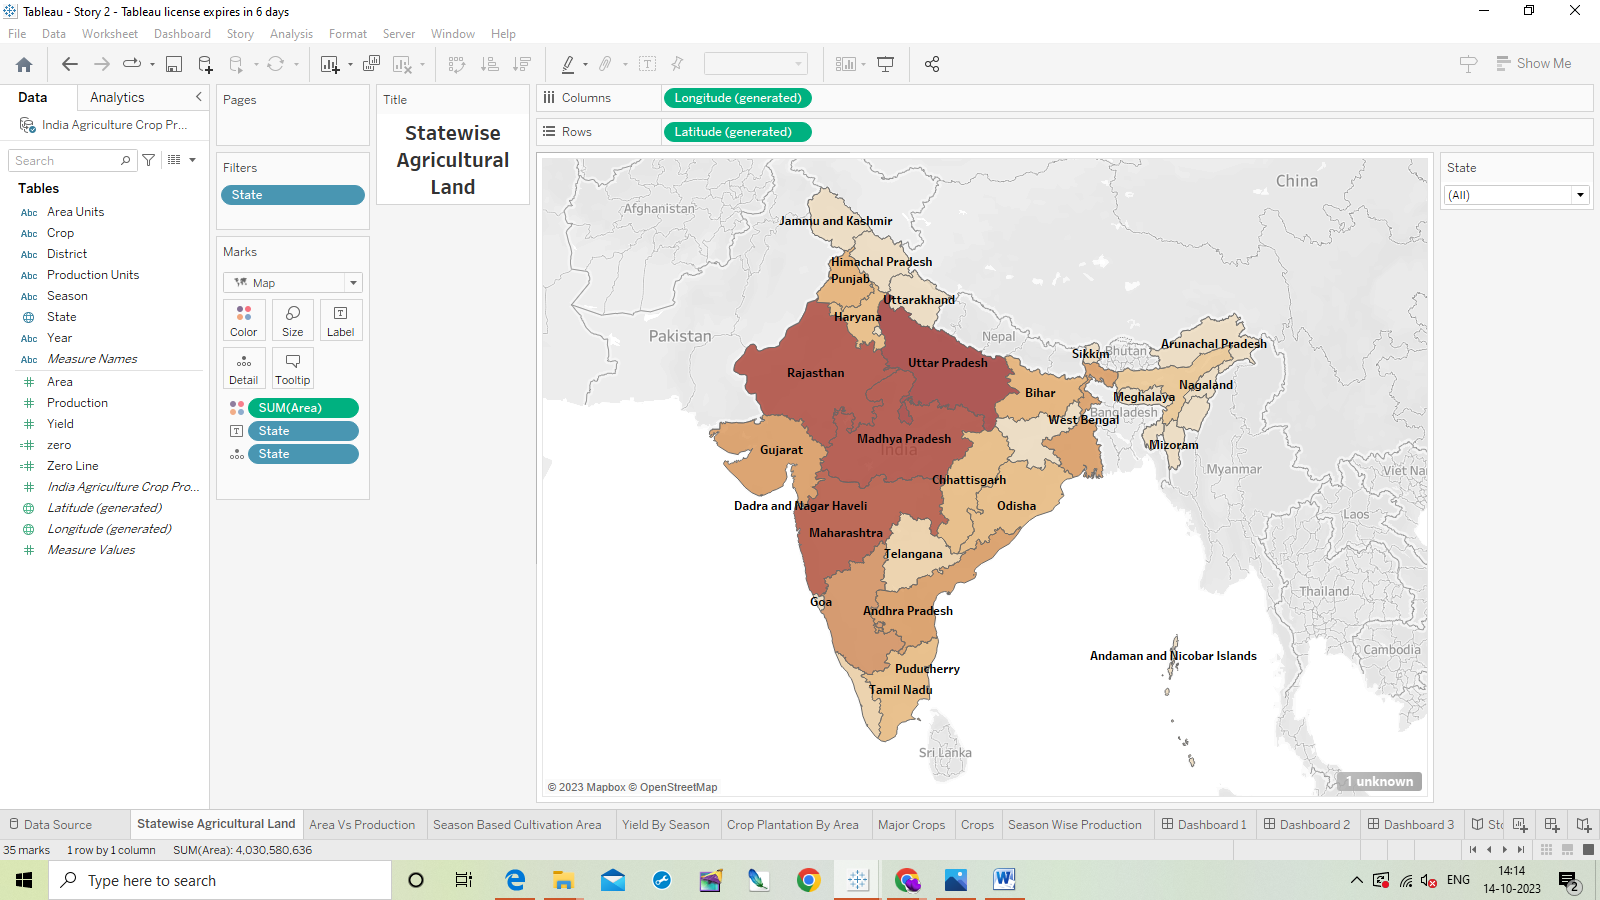 Tableau - Story 2 - Tableau license expires in 6 days
File Data Worksheet Dashboard Story Analysis Format Server Window Help
Show Me
Data Analytics
India Agriculture Crop Pr...
Search
Tables
Abc Area Units
Abc Crop
Abc District
Abc Production Units
Abc Season
State
Abc Year
Abc Measure Names
# Area
# Production
# Yield
=# zero
=# Zero Line
# India Agriculture Crop Pro...
Latitude (generated)
Longitude (generated)
# Measure Values
Pages
Filters
State
Marks
Map
Color Size Label
Detail Tooltip
SUM(Area)
State
State
Title
Statewise
Agricultural
Land
Columns Longitude (generated)
Rows Latitude (generated)
China
Afghanistan
Jammu and Kashmir
Himachal Pradesh
Punjab
Uttarakhand
Haryana
Pakistan
Nepal
Uttar Pradesh
Sikkim
Bhutan
Arunachal Pradesh
Rajasthan
Bihar
Nagaland
Meghalaya
Bangladesh
West Bengal
Madhya Pradesh
India
Mizoram
Gujarat
Myanmar
Viet Na
Chhattisgarh
Dadra and Nagar Haveli
Odisha
Laos
Maharashtra
Telangana
Thailand
Goa
Andhra Pradesh
Cambodia
Andaman and Nicobar Islands
Puducherry
Tamil Nadu
Sri Lanka
© 2023 Mapbox © OpenStreetMap
1 unknown
State
(All)
Data Source Statewise Agricultural Land Area Vs Production Season Based Cultivation Area Yield By Season Crop Plantation By Area Major Crops Crops Season Wise Production Dashboard 1 Dashboard 2 Dashboard 3 Sto
35 marks 1 row by 1 column SUM(Area): 4,030,580,636
Type here to search
ENG
14:14
14-10-2023
2